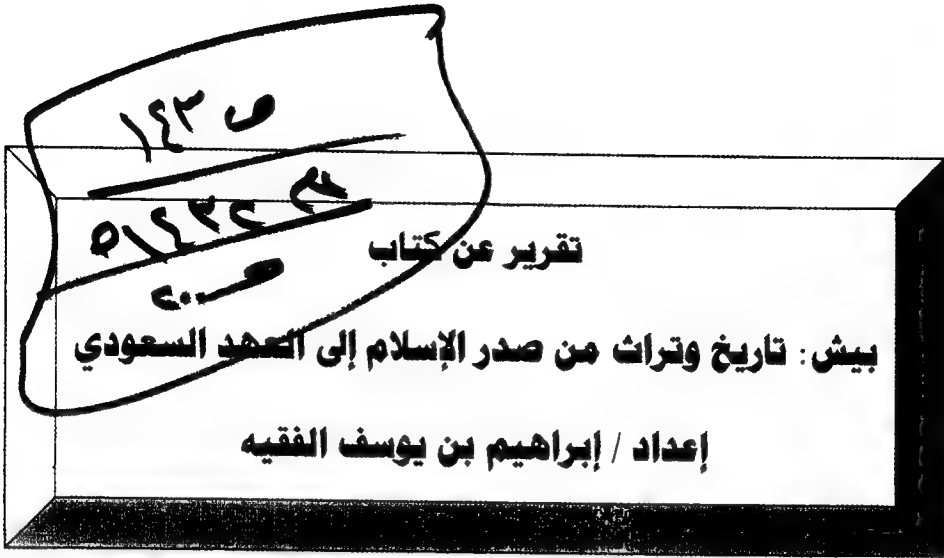 ص ١٤٣
تقرير عن كتاب
بيش: تاريخ وتراث من صدر الإسلام إلى العهد السعودي
إعداد / إبراهيم بن يوسف الفقيه